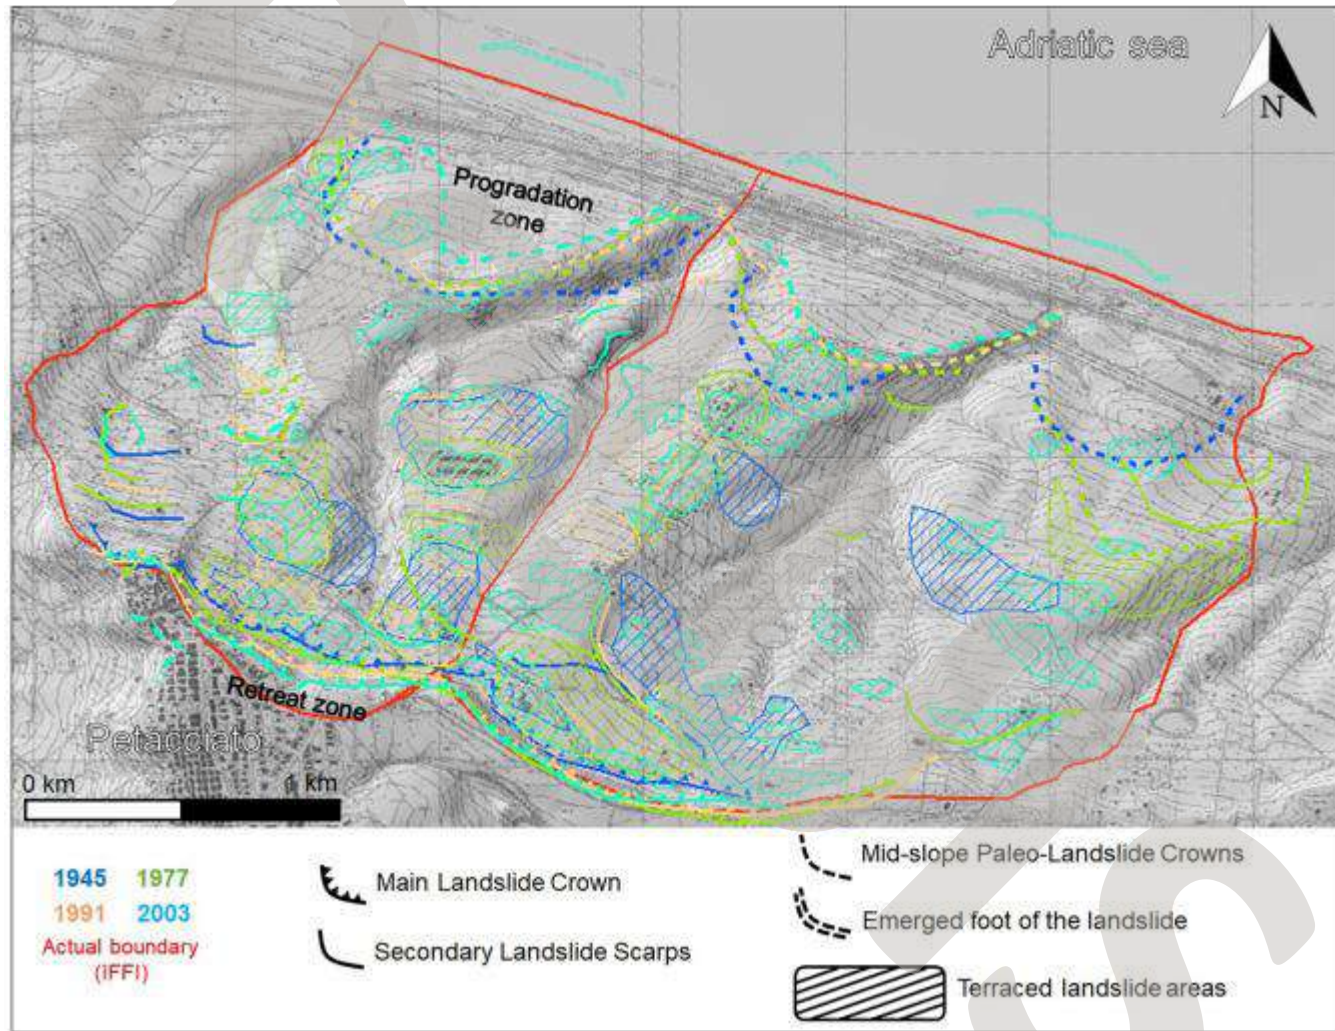 Adriatic sea
N
Progradation
zone
Retreat zone
Petacciato
0 km 1 km
1945 1977
1991 2003
Actual boundary
(IFFI)
Main Landslide Crown
Secondary Landslide Scarps
Mid-slope Paleo-Landslide Crowns
Emerged foot of the landslide
Terraced landslide areas